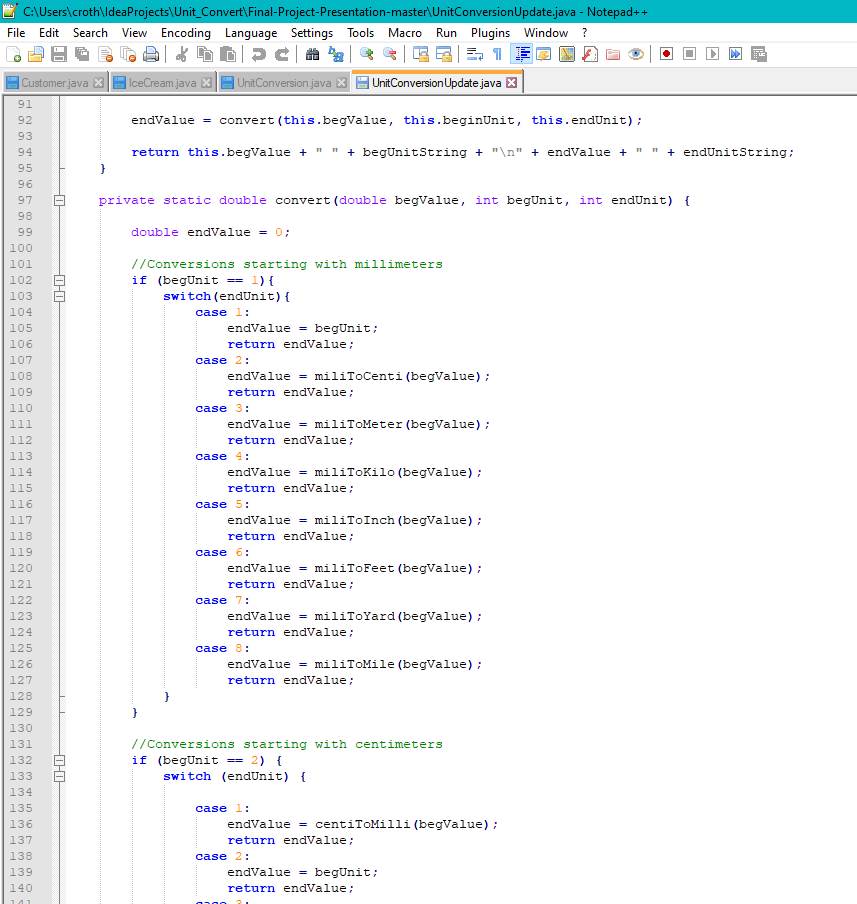 C:\Users\croth\IdeaProjects\Unit_Convert\Final-Project-Presentation-master\UnitConversionUpdate.java - Notepad++
File Edit Search View Encoding Language Settings Tools Macro Run Plugins Window ?
Customer.java IceCream.java UnitConversion.java UnitConversionUpdate.java
91
92 endValue = convert(this.begValue, this.beginUnit, this.endUnit);
93
94 return this.begValue + " " + begUnitString + "\n" + endValue + " " + endUnitString;
95 }
96
97 private static double convert(double begValue, int begUnit, int endUnit) {
98
99 double endValue = 0;
100
101 //Conversions starting with millimeters
102 if (begUnit == 1){
103 switch(endUnit){
104 case 1:
105 endValue = begUnit;
106 return endValue;
107 case 2:
108 endValue = miliToCenti(begValue);
109 return endValue;
110 case 3:
111 endValue = miliToMeter(begValue);
112 return endValue;
113 case 4:
114 endValue = miliToKilo(begValue);
115 return endValue;
116 case 5:
117 endValue = miliToInch(begValue);
118 return endValue;
119 case 6:
120 endValue = miliToFeet(begValue);
121 return endValue;
122 case 7:
123 endValue = miliToYard(begValue);
124 return endValue;
125 case 8:
126 endValue = miliToMile(begValue);
127 return endValue;
128 }
129 }
130
131 //Conversions starting with centimeters
132 if (begUnit == 2) {
133 switch (endUnit) {
134
135 case 1:
136 endValue = centiToMilli(begValue);
137 return endValue;
138 case 2:
139 endValue = begUnit;
140 return endValue;
141 case 3: